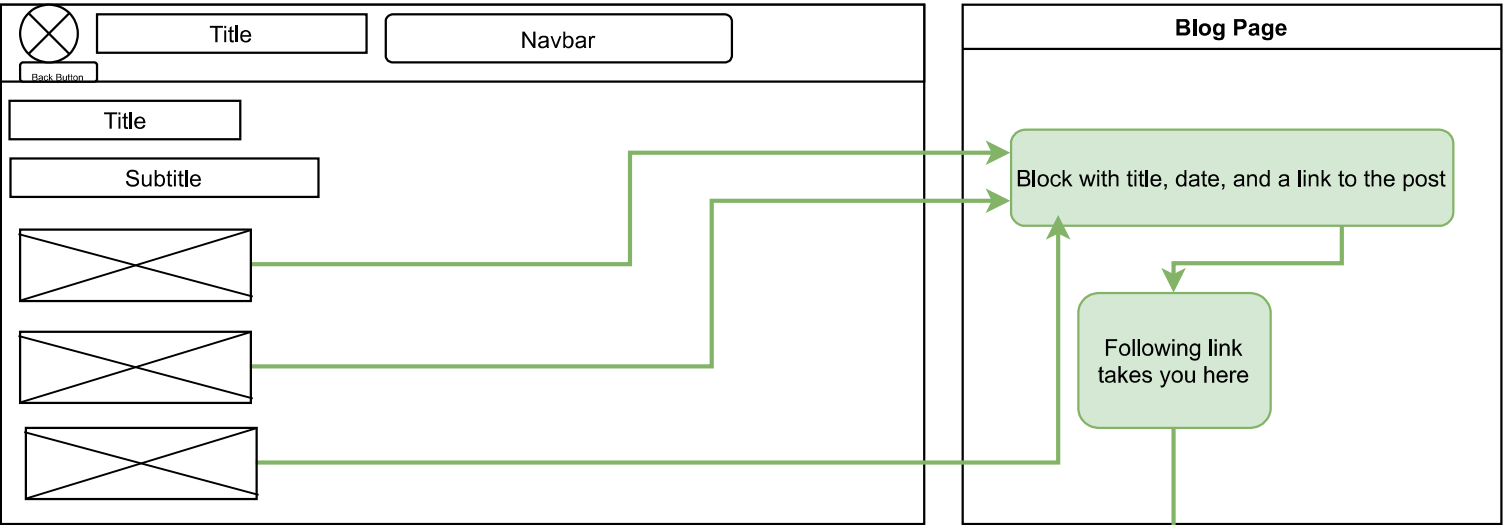 Title
Navbar
Back Button
Title
Subtitle
Blog Page
Block with title, date, and a link to the post
Following link
takes you here